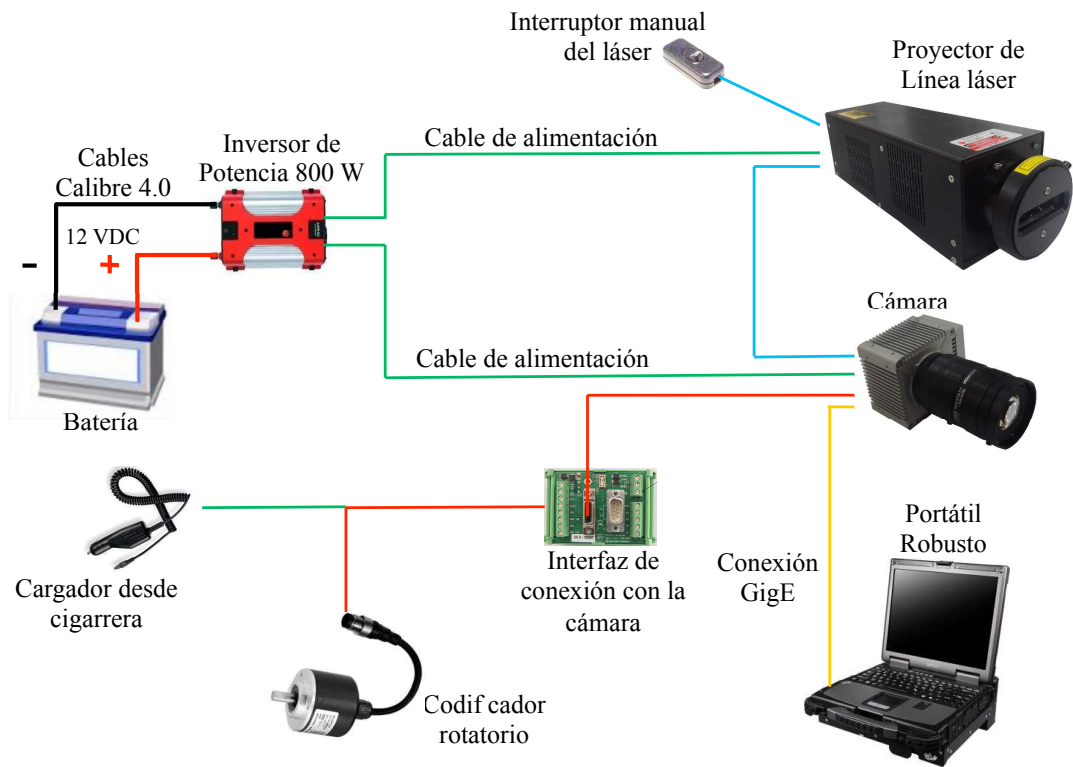 Interruptor manual
del láser
Proyector de
Línea láser
Inversor de
Potencia 800 W
Cable de alimentación
Cables
Calibre 4.0
12 VDC
- +
Cámara
Cable de alimentación
Batería
Portátil
Robusto
Interfaz de
conexión con la
cámara
Conexión
GigE
Cargador desde
cigarrera
Codif cador
rotatorio